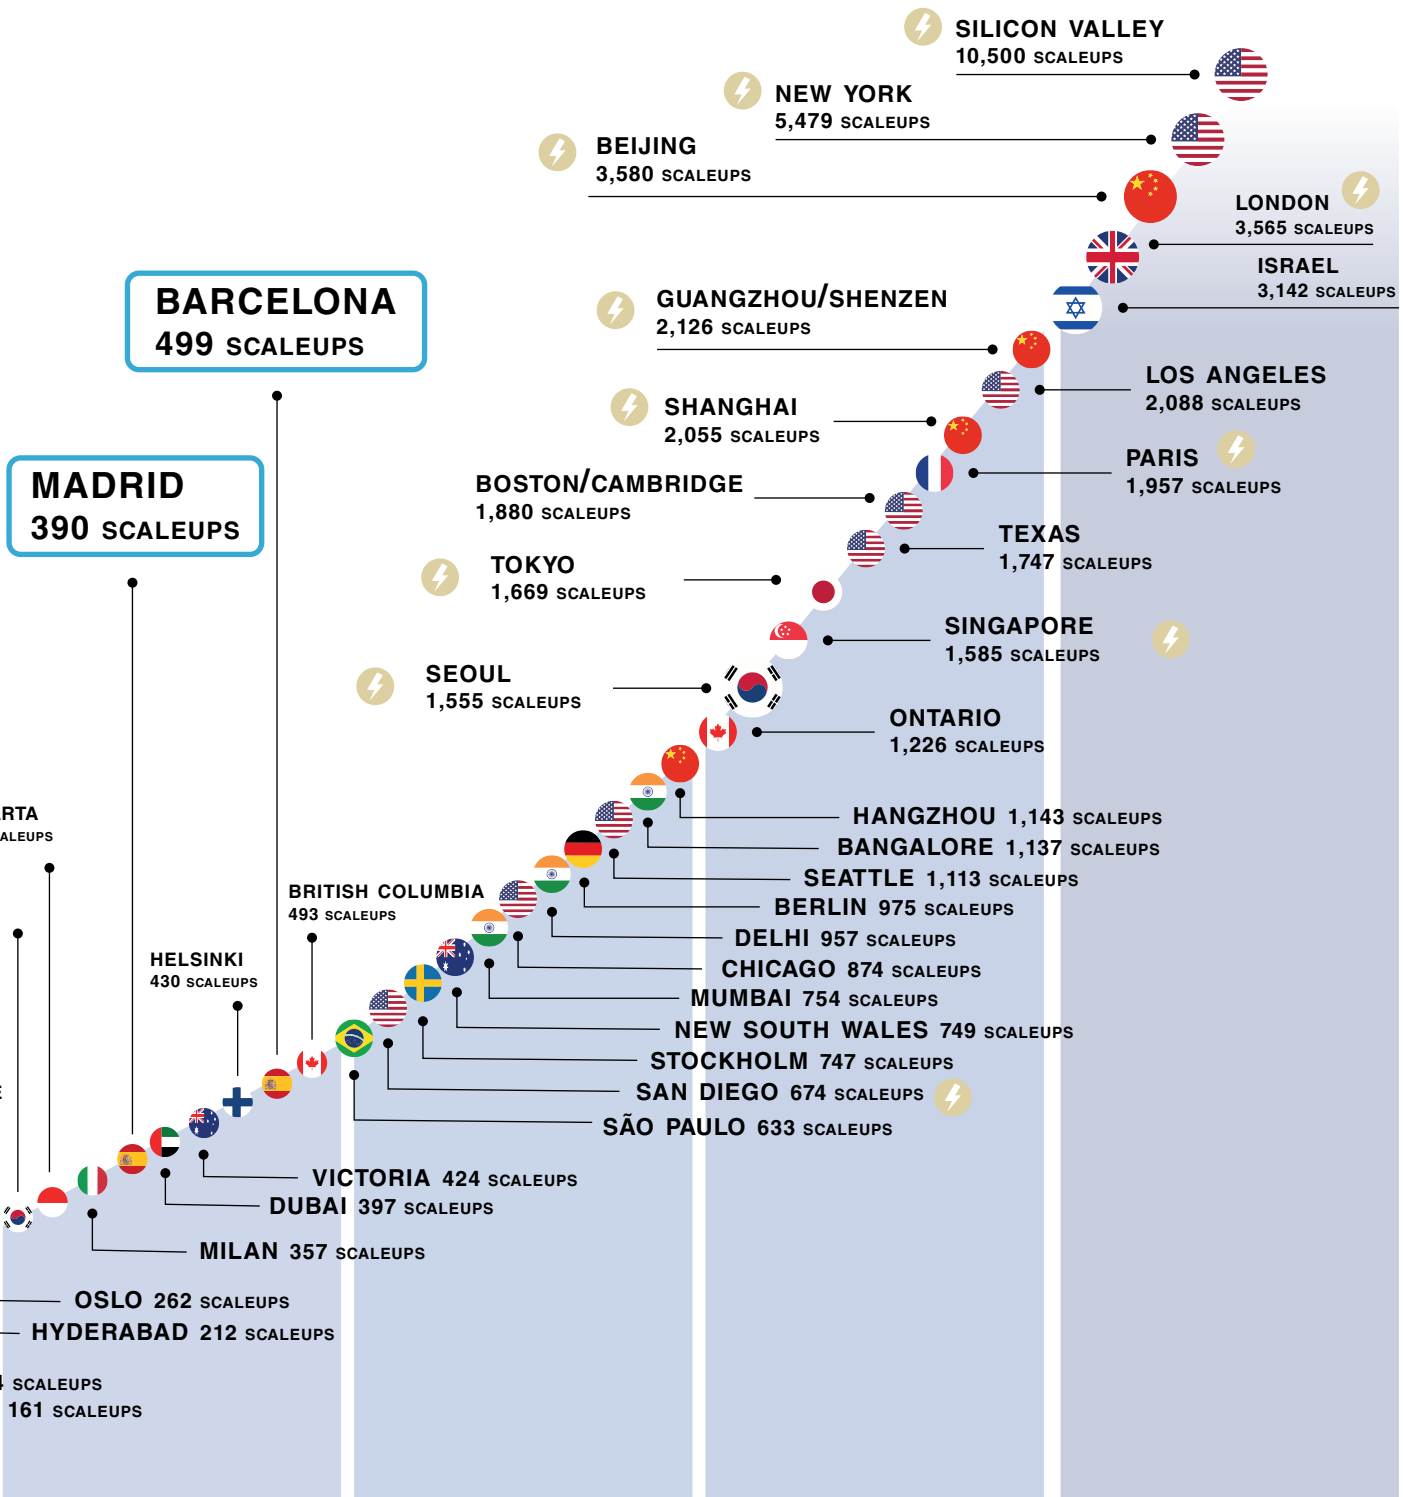 SILICON VALLEY
10,500 SCALEUPS
NEW YORK
5,479 SCALEUPS
BEIJING
3,580 SCALEUPS
LONDON
3,565 SCALEUPS
ISRAEL
3,142 SCALEUPS
GUANGZHOU/SHENZEN
2,126 SCALEUPS
BARCELONA
499 SCALEUPS
LOS ANGELES
2,088 SCALEUPS
SHANGHAI
2,055 SCALEUPS
PARIS
1,957 SCALEUPS
MADRID
390 SCALEUPS
BOSTON/CAMBRIDGE
1,880 SCALEUPS
TEXAS
1,747 SCALEUPS
TOKYO
1,669 SCALEUPS
SINGAPORE
1,585 SCALEUPS
SEOUL
1,555 SCALEUPS
ONTARIO
1,226 SCALEUPS
RTA
ALEUPS
HANGZHOU 1,143 SCALEUPS
BANGALORE 1,137 SCALEUPS
SEATTLE 1,113 SCALEUPS
BRITISH COLUMBIA
493 SCALEUPS
BERLIN 975 SCALEUPS
DELHI 957 SCALEUPS
CHICAGO 874 SCALEUPS
HELSINKI
430 SCALEUPS
MUMBAI 754 SCALEUPS
NEW SOUTH WALES 749 SCALEUPS
STOCKHOLM 747 SCALEUPS
SAN DIEGO 674 SCALEUPS
SÃO PAULO 633 SCALEUPS
VICTORIA 424 SCALEUPS
DUBAI 397 SCALEUPS
MILAN 357 SCALEUPS
OSLO 262 SCALEUPS
HYDERABAD 212 SCALEUPS
SCALEUPS
161 SCALEUPS